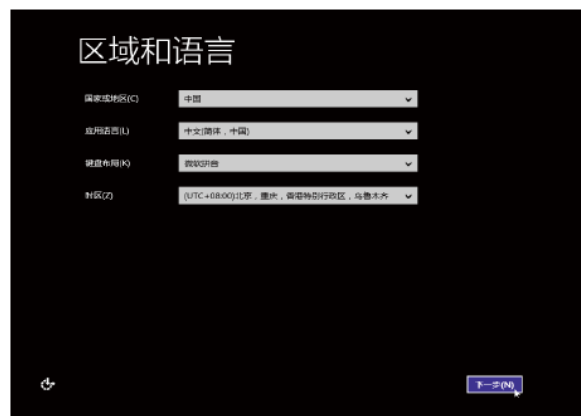 区域和语言
国家或地区(C)
中国
应用语言(L)
中文(简体，中国)
键盘布局(K)
微软拼音
时区(Z)
(UTC+08:00)北京，重庆，香港特别行政区，乌鲁木齐
下一步(N)